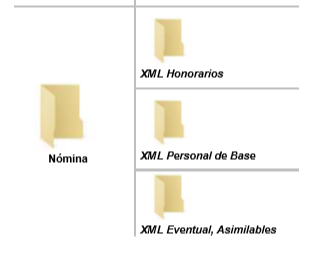 XML Honorarios
Nómina
XML Personal de Base
XML Eventual, Asimilables